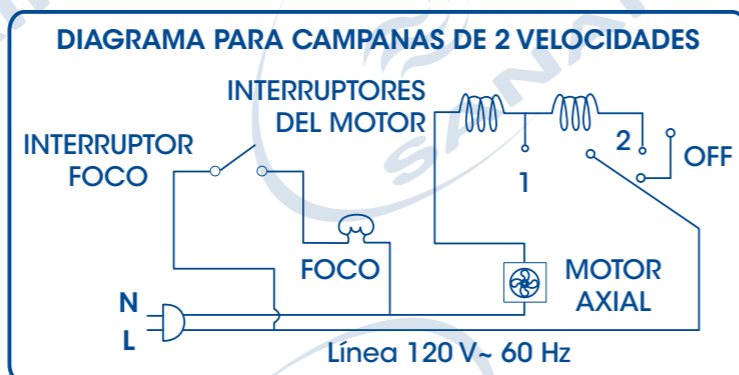 DIAGRAMA PARA CAMPANAS DE 2 VELOCIDADES
INTERRUPTORES
DEL MOTOR
INTERRUPTOR
FOCO
2
OFF
1
FOCO
MOTOR
AXIAL
N
L
Línea 120 V~ 60 Hz